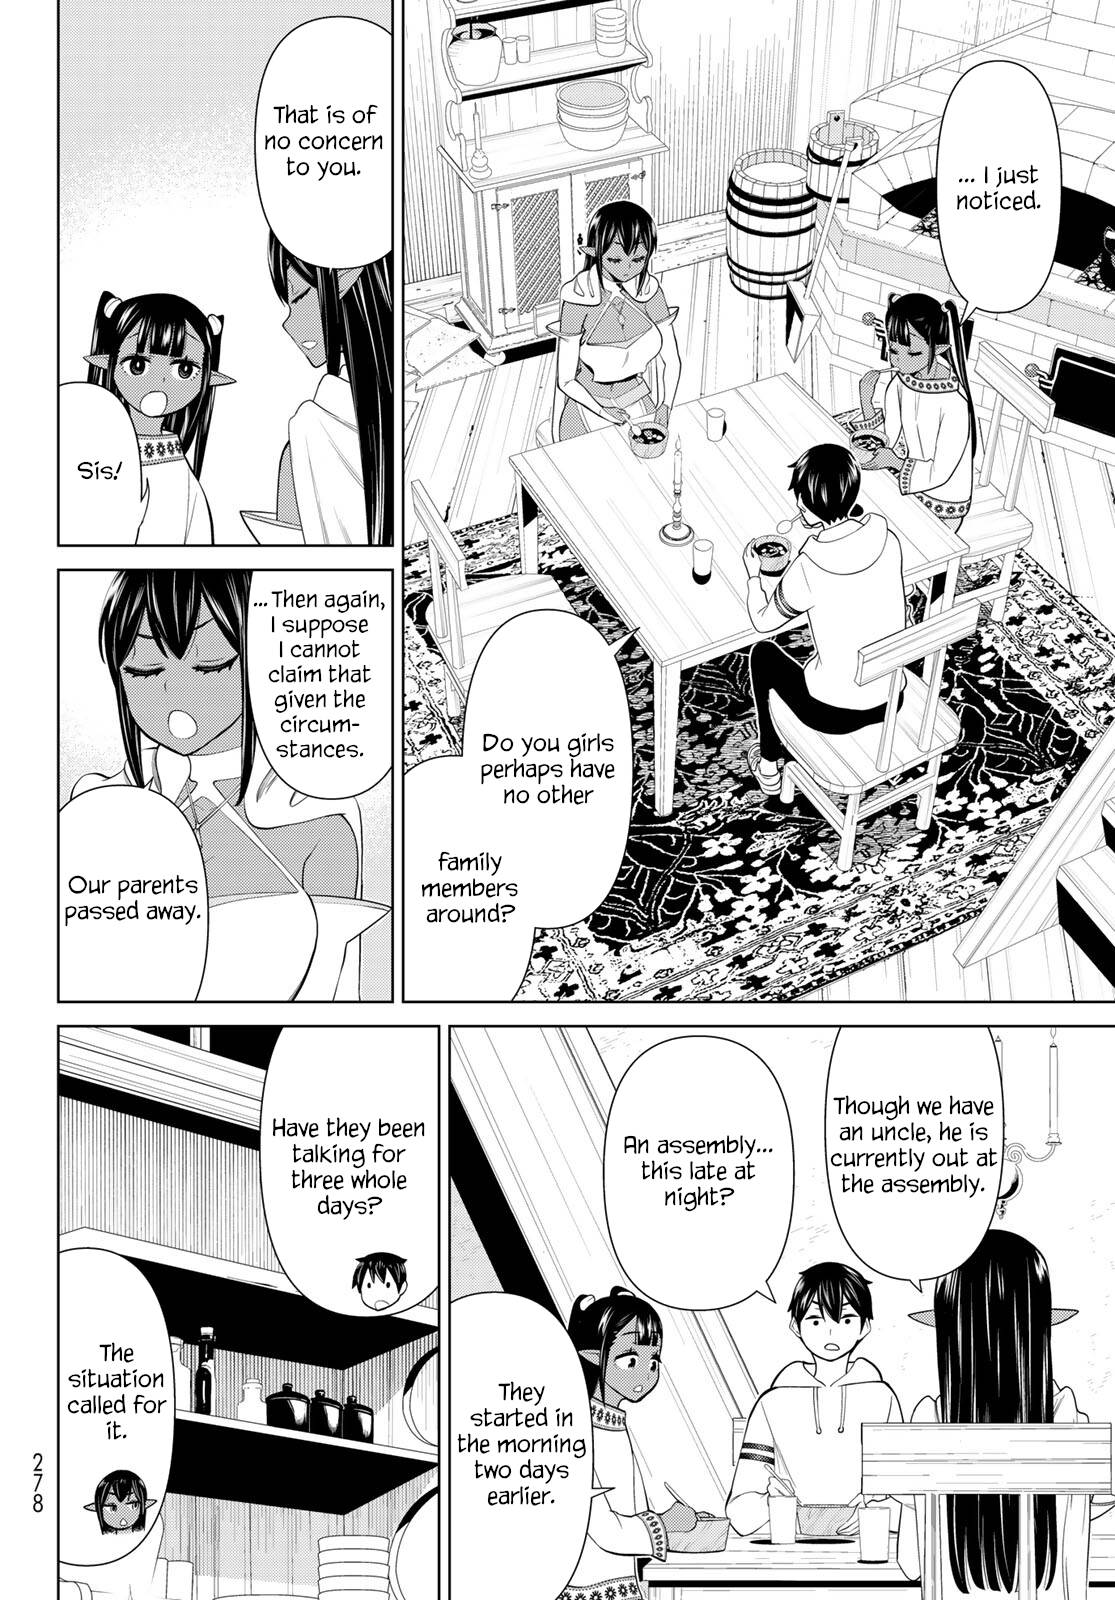 ... I just
noticed.
Do you girls
perhaps have
no other
family
members
around?
That is of
no concern
to you.
Sis!
... Then again,
I suppose
I cannot
claim that
given the
circum-
stances.
Our parents
passed away.
Though we have
an uncle, he is
currently out at
the assembly.
An assembly...
this late at
night?
They
started in
the morning
two days
earlier.
Have they been
talking for
three whole
days?
The
situation
called for
it.
278